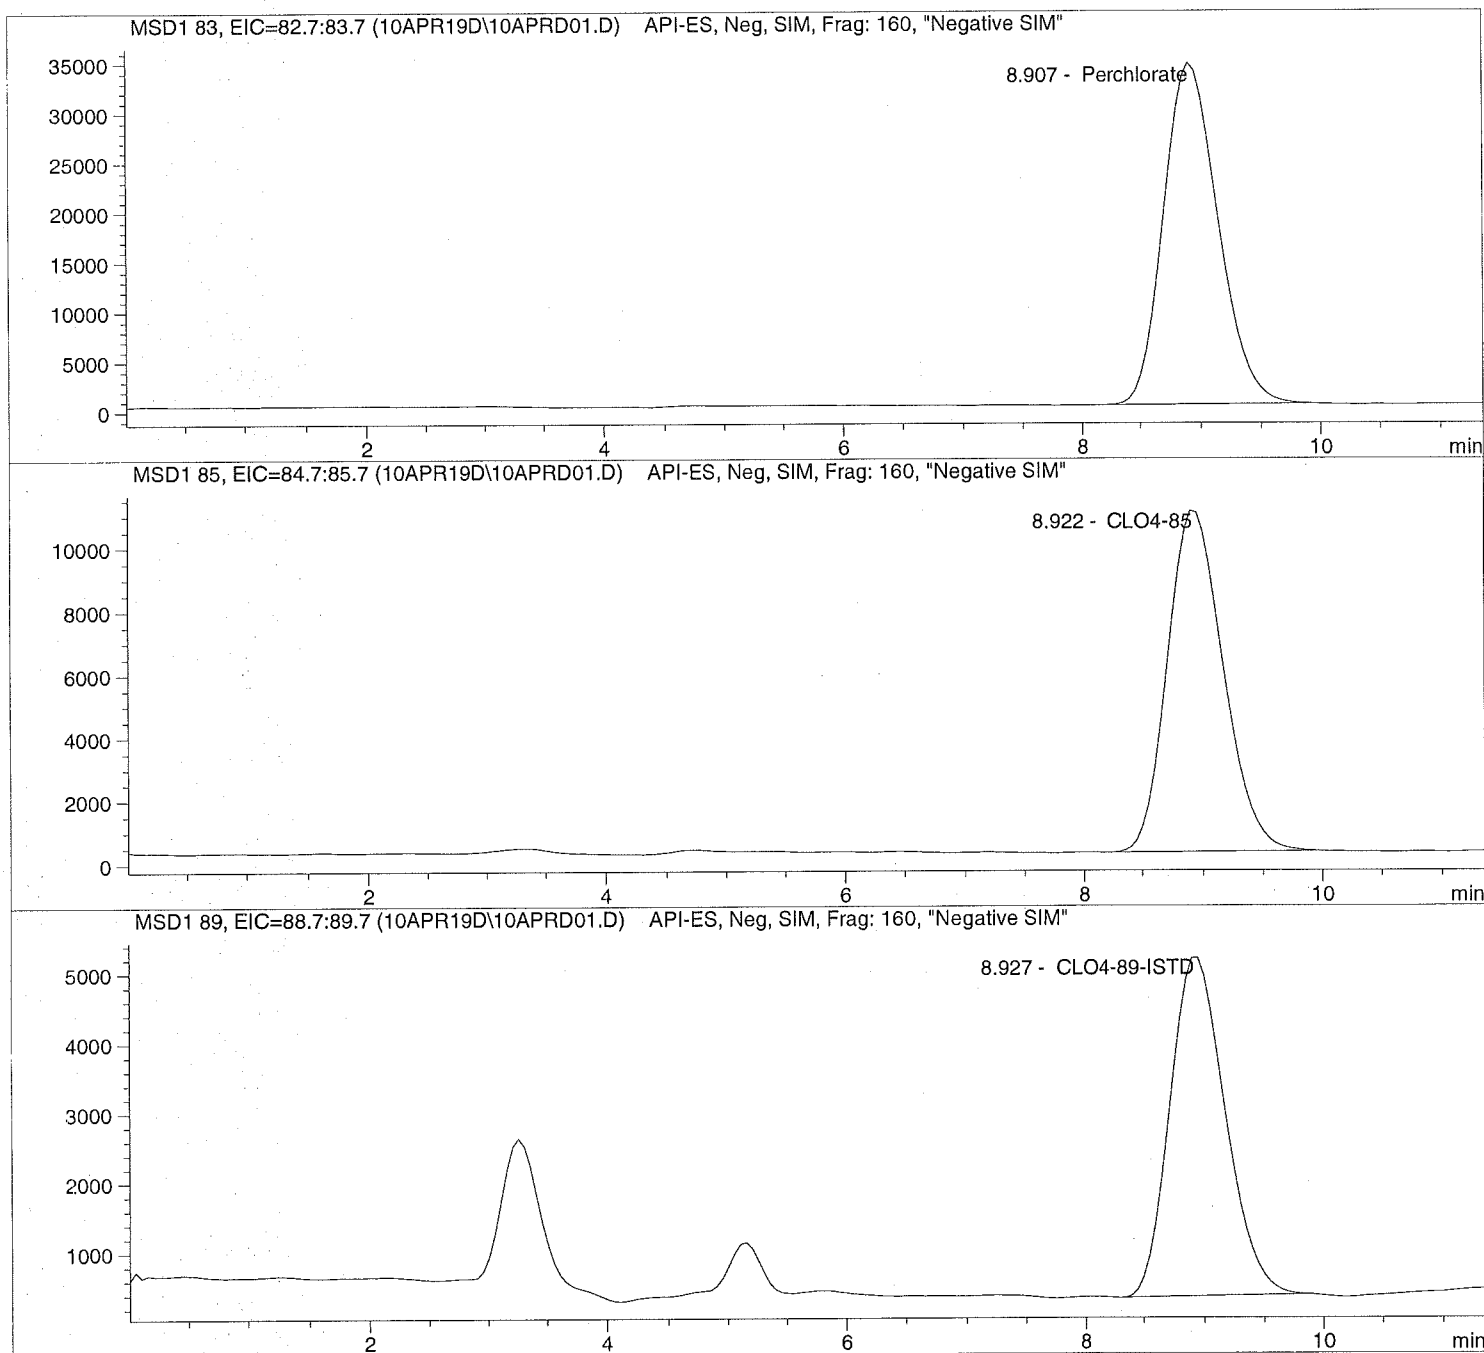 MSD1 83, EIC=82.7:83.7 (10APR19D\10APRD01.D) API-ES, Neg, SIM, Frag: 160, "Negative SIM"
35000
8.907 - Perchlorate
30000
25000
20000
15000
10000
5000
0
2 4 6 8 10 min
MSD1 85, EIC=84.7:85.7 (10APR19D\10APRD01.D) API-ES, Neg, SIM, Frag: 160, "Negative SIM"
8.922 - CLO4-85
10000
8000
6000
4000
2000
0
2 4 6 8 10 min
MSD1 89, EIC=88.7:89.7 (10APR19D\10APRD01.D) API-ES, Neg, SIM, Frag: 160, "Negative SIM"
8.927 - CLO4-89-ISTD
5000
4000
3000
2000
1000
2 4 6 8 10 min